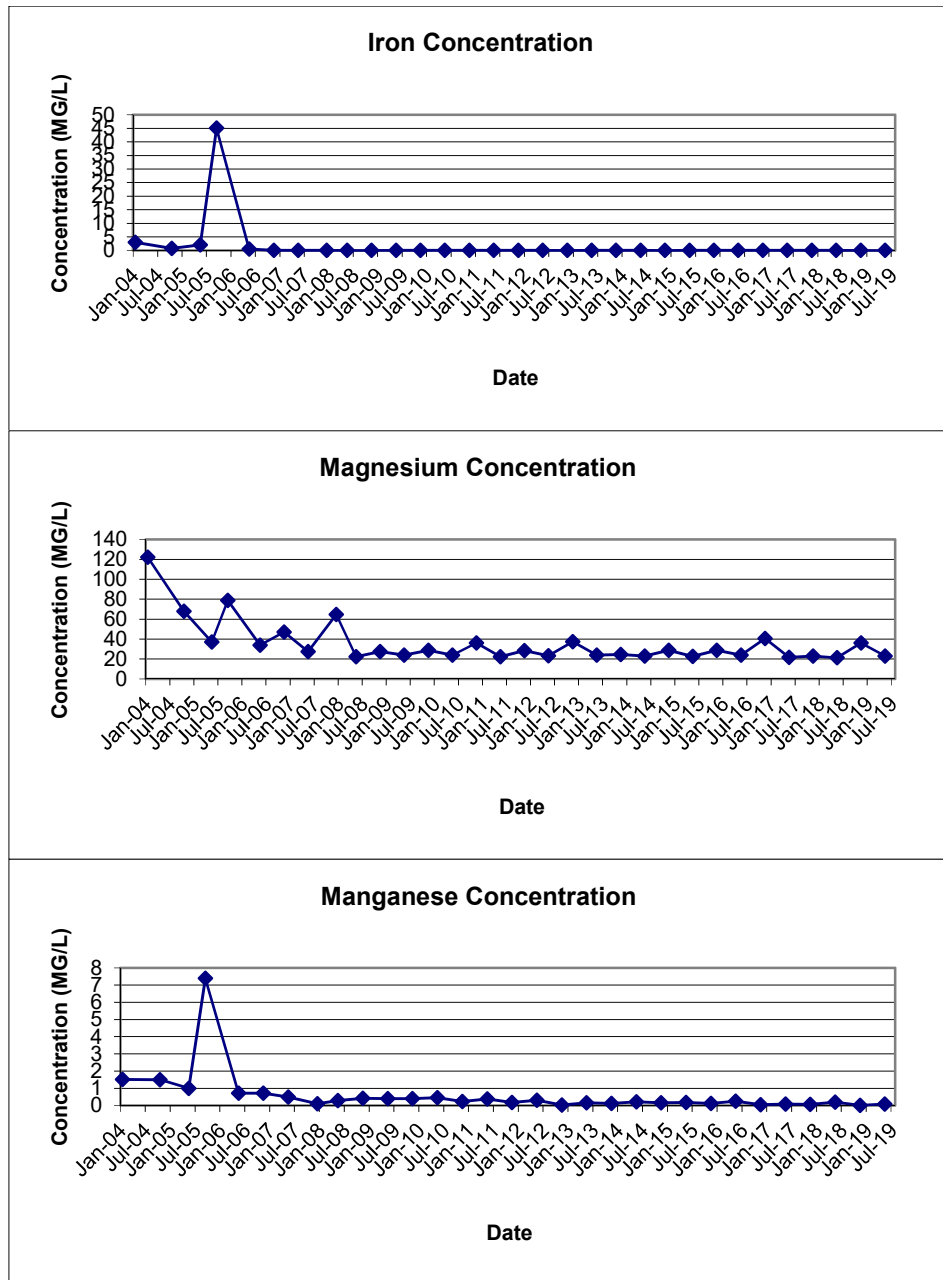 Iron Concentration
Concentration (MG/L)
50
45
40
35
30
25
20
15
10
5
0
Jan-04 Jul-04 Jan-05 Jul-05 Jan-06 Jul-06 Jan-07 Jul-07 Jan-08 Jul-08 Jan-09 Jul-09 Jan-10 Jul-10 Jan-11 Jul-11 Jan-12 Jul-12 Jan-13 Jul-13 Jan-14 Jul-14 Jan-15 Jul-15 Jan-16 Jul-16 Jan-17 Jul-17 Jan-18 Jul-18 Jan-19 Jul-19
Date
Magnesium Concentration
Concentration (MG/L)
140
120
100
80
60
40
20
0
Jan-04 Jul-04 Jan-05 Jul-05 Jan-06 Jul-06 Jan-07 Jul-07 Jan-08 Jul-08 Jan-09 Jul-09 Jan-10 Jul-10 Jan-11 Jul-11 Jan-12 Jul-12 Jan-13 Jul-13 Jan-14 Jul-14 Jan-15 Jul-15 Jan-16 Jul-16 Jan-17 Jul-17 Jan-18 Jul-18 Jan-19 Jul-19
Date
Manganese Concentration
Concentration (MG/L)
8
7
6
5
4
3
2
1
0
Jan-04 Jul-04 Jan-05 Jul-05 Jan-06 Jul-06 Jan-07 Jul-07 Jan-08 Jul-08 Jan-09 Jul-09 Jan-10 Jul-10 Jan-11 Jul-11 Jan-12 Jul-12 Jan-13 Jul-13 Jan-14 Jul-14 Jan-15 Jul-15 Jan-16 Jul-16 Jan-17 Jul-17 Jan-18 Jul-18 Jan-19 Jul-19
Date